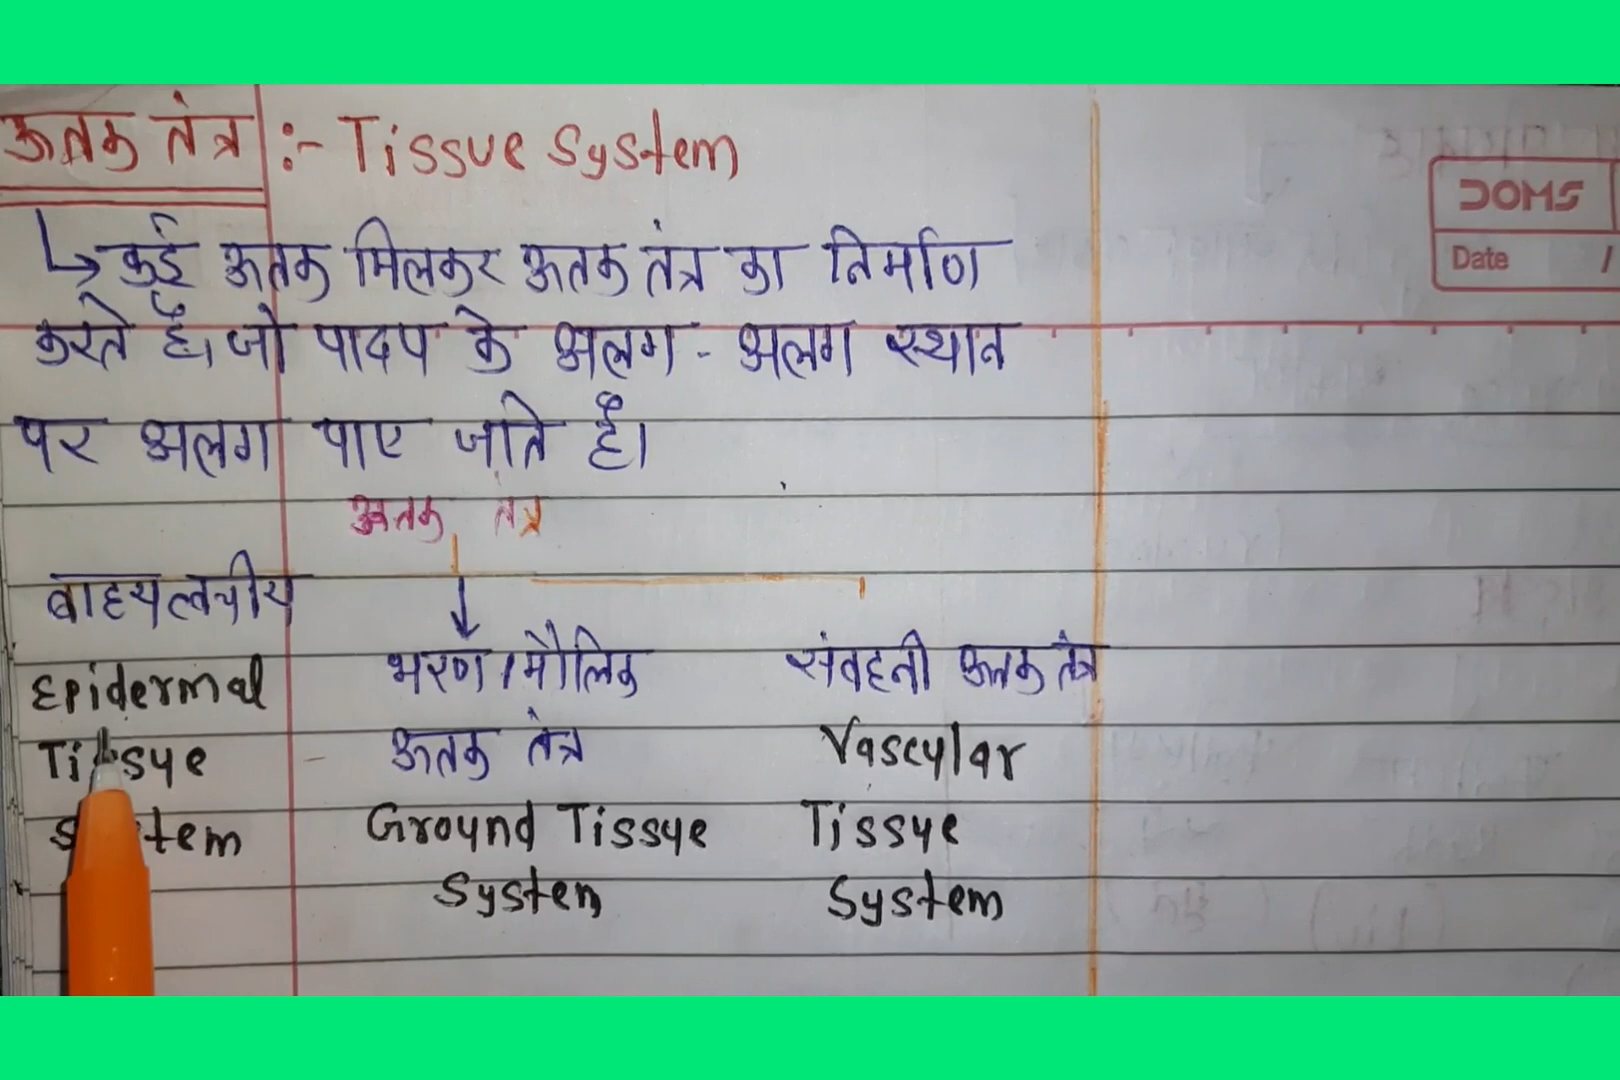 ऊतक तंत्र :- Tissue System
↳ कई ऊतक मिलकर ऊतक तंत्र का निर्माण
करते है। जो पादप के अलग - अलग स्थान
पर अलग पाए जाते है।
ऊतक तंत्र
बाहयत्वचीय
Epidermal
Tissue
System
भरण / मौलिक
ऊतक तंत्र
Ground Tissue
System
संवहनी ऊतक तंत्र
Vascular
Tissue
System
DOMS
Date /